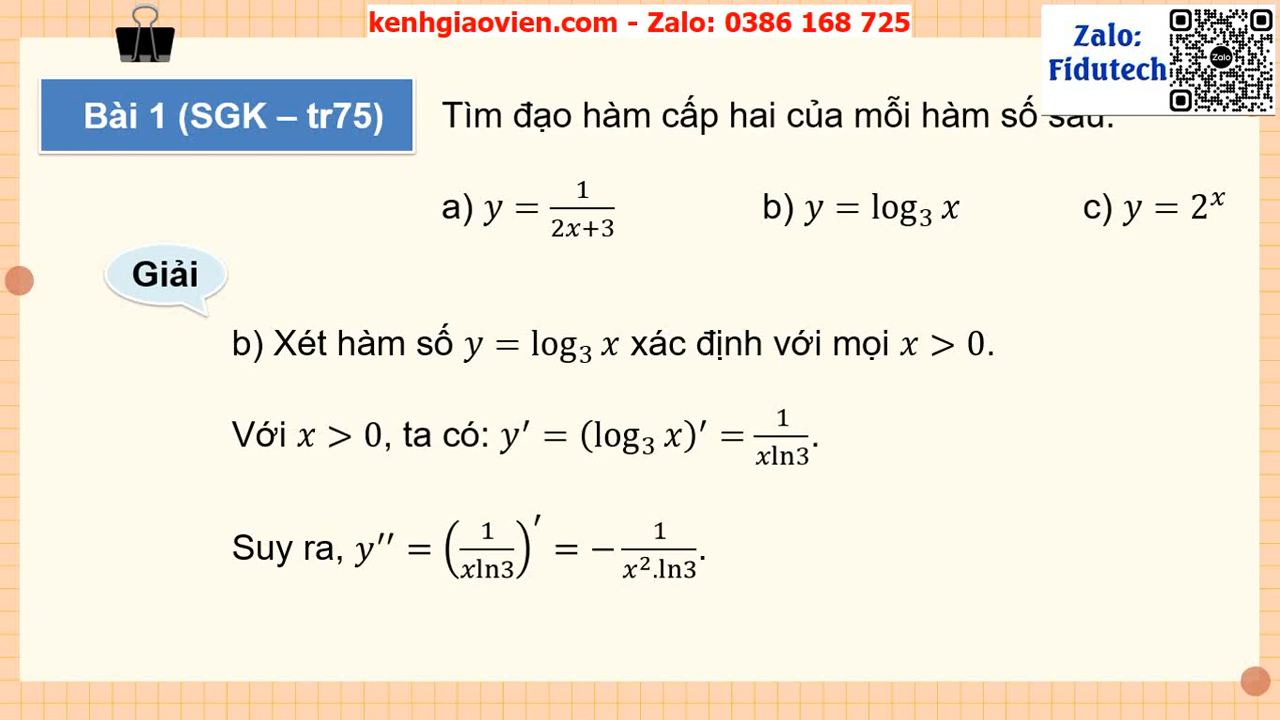 kenhgiaovien.com - Zalo: 0386 168 725
Zalo:
Fidutech
Zalo
Bài 1 (SGK – tr75)
Tìm đạo hàm cấp hai của mỗi hàm số sau:
a) y = 1/(2x+3) b) y = log₃ x c) y = 2ˣ
Giải
b) Xét hàm số y = log₃ x xác định với mọi x > 0.
Với x > 0, ta có: y′ = (log₃ x)′ = 1/(xln3).
Suy ra, y′′ = (1/(xln3))′ = −1/(x².ln3).